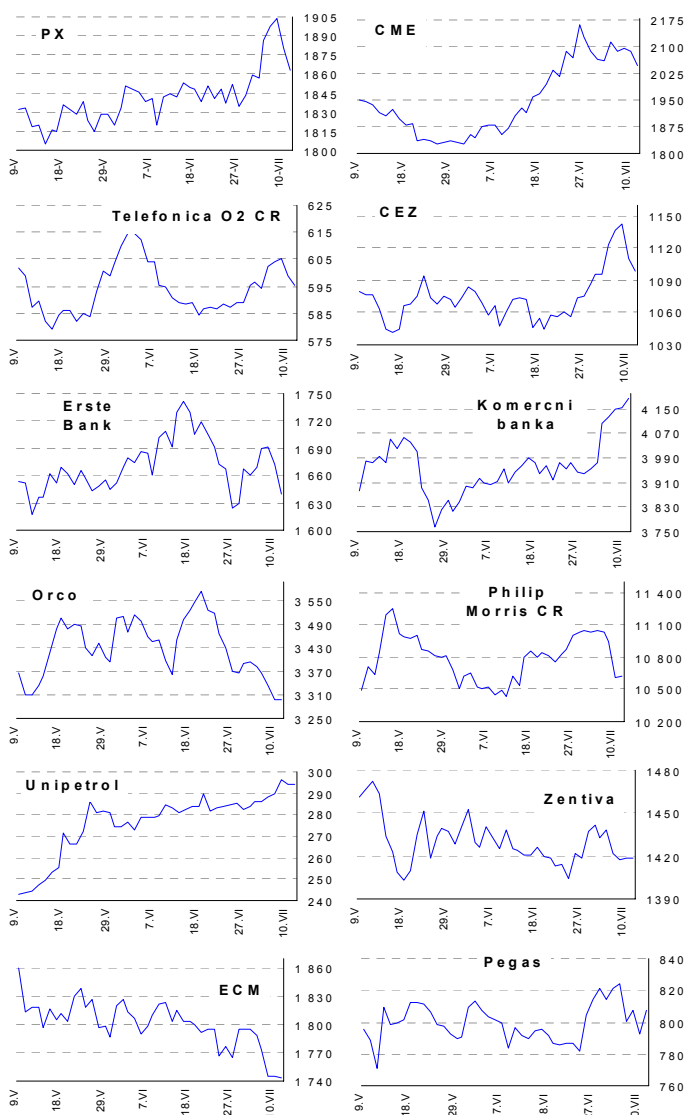 PX
1905
1890
1875
1860
1845
1830
1815
1800
9-V
18-V
29-V
7-VI
18-VI
27-VI
10-VII
CME
2175
2100
2025
1950
1875
1800
9.V
18.V
29.V
7.VI
18.VI
27.VI
10.VII
Telefonica O2 CR
625
615
605
595
585
575
9.V
18.V
29.V
7.VI
18.VI
27.VI
10.VII
CEZ
1150
1120
1090
1060
1030
9.V
18.V
29.V
7.VI
18.VI
27.VI
10.VII
Erste
Bank
1 750
1 720
1 690
1 660
1 630
1 600
9.V
18.V
29.V
7.VI
18.VI
27.VI
10.VII
Komercni
banka
4 150
4 070
3 990
3 910
3 830
3 750
9.V
18.V
29.V
7.VI
18.VI
27.VI
10.VII
Orco
3 550
3 490
3 430
3 370
3 310
3 250
9.V
18.V
29.V
7.VI
18.VI
27.VI
10.VII
Philip
Morris CR
11 400
11 100
10 800
10 500
10 200
9.V
18.V
29.V
7.VI
18.VI
27.VI
10.VII
Unipetrol
300
290
280
270
260
250
240
9.V
18.V
29.V
7.VI
18.VI
27.VI
10.VII
Zentiva
1480
1450
1420
1390
9.V
18.V
29.V
7.VI
18.VI
27.VI
10.VII
ECM
1 860
1 830
1 800
1 770
1 740
9.V
18.V
29.V
7.VI
18.VI
27.VI
0.VII
Pegas
840
820
800
780
760
9.V
18.V
29.V
7.VI
8.VI
27.VI
0.VII